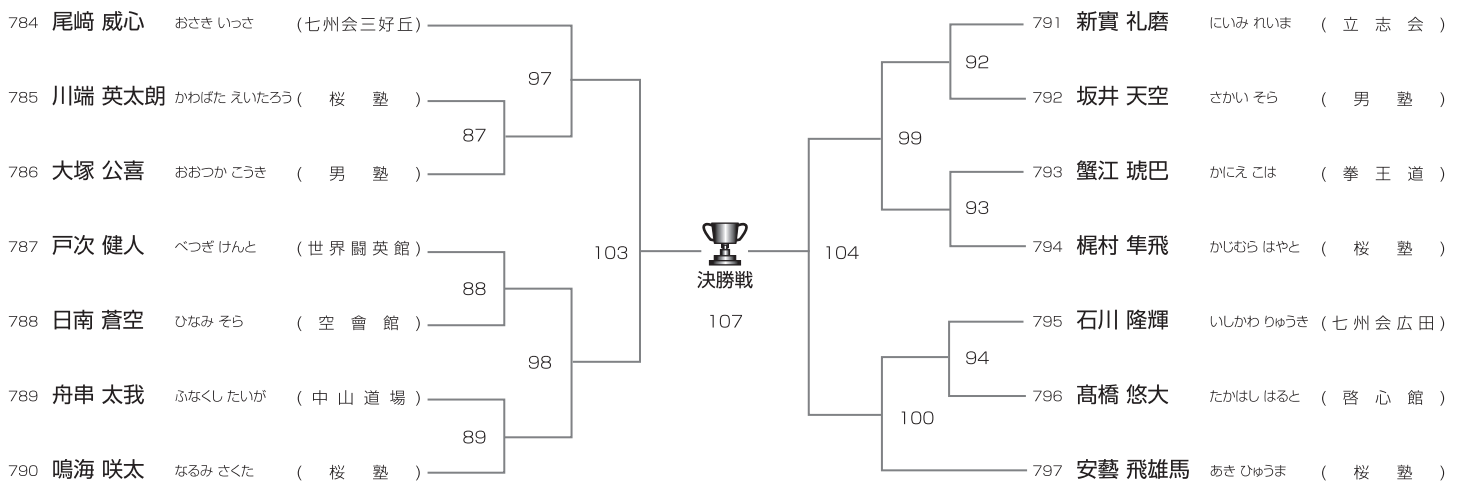 784 尾﨑 威心 おさき いっさ (七州会三好丘)
97
785 川端 英太朗 かわばた えいたろう (桜塾)
87
786 大塚 公喜 おおつか こうき (男塾)
103
787 戸次 健人 べつぎ けんと (世界闘英館)
88
788 日南 蒼空 ひなみ そら (空會館)
98
789 舟串 太我 ふなくし たいが (中山道場)
89
790 鳴海 咲太 なるみ さくた (桜塾)
決勝戦
107
791 新實 礼磨 にいみ れいま (立志会)
92
792 坂井 天空 さかい そら (男塾)
99
793 蟹江 琥巴 かにえ こは (拳王道)
93
794 梶村 隼飛 かじむら はやと (桜塾)
104
795 石川 隆輝 いしかわ りゅうき (七州会広田)
94
796 髙橋 悠大 たかはし はると (啓心館)
100
797 安藝 飛雄馬 あき ひゅうま (桜塾)